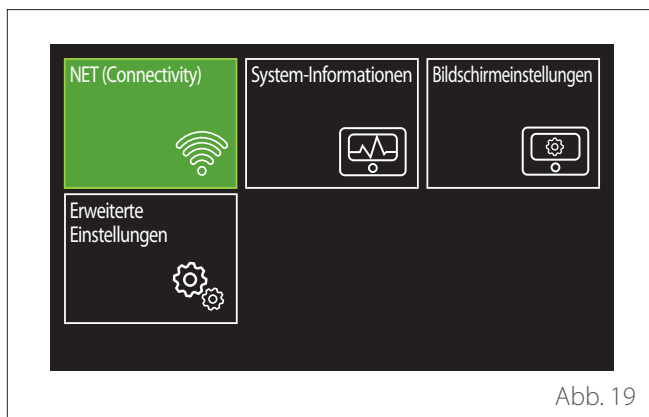 NET (Connectivity)
System-Informationen
Bildschirmeinstellungen
Erweiterte
Einstellungen
Abb. 19